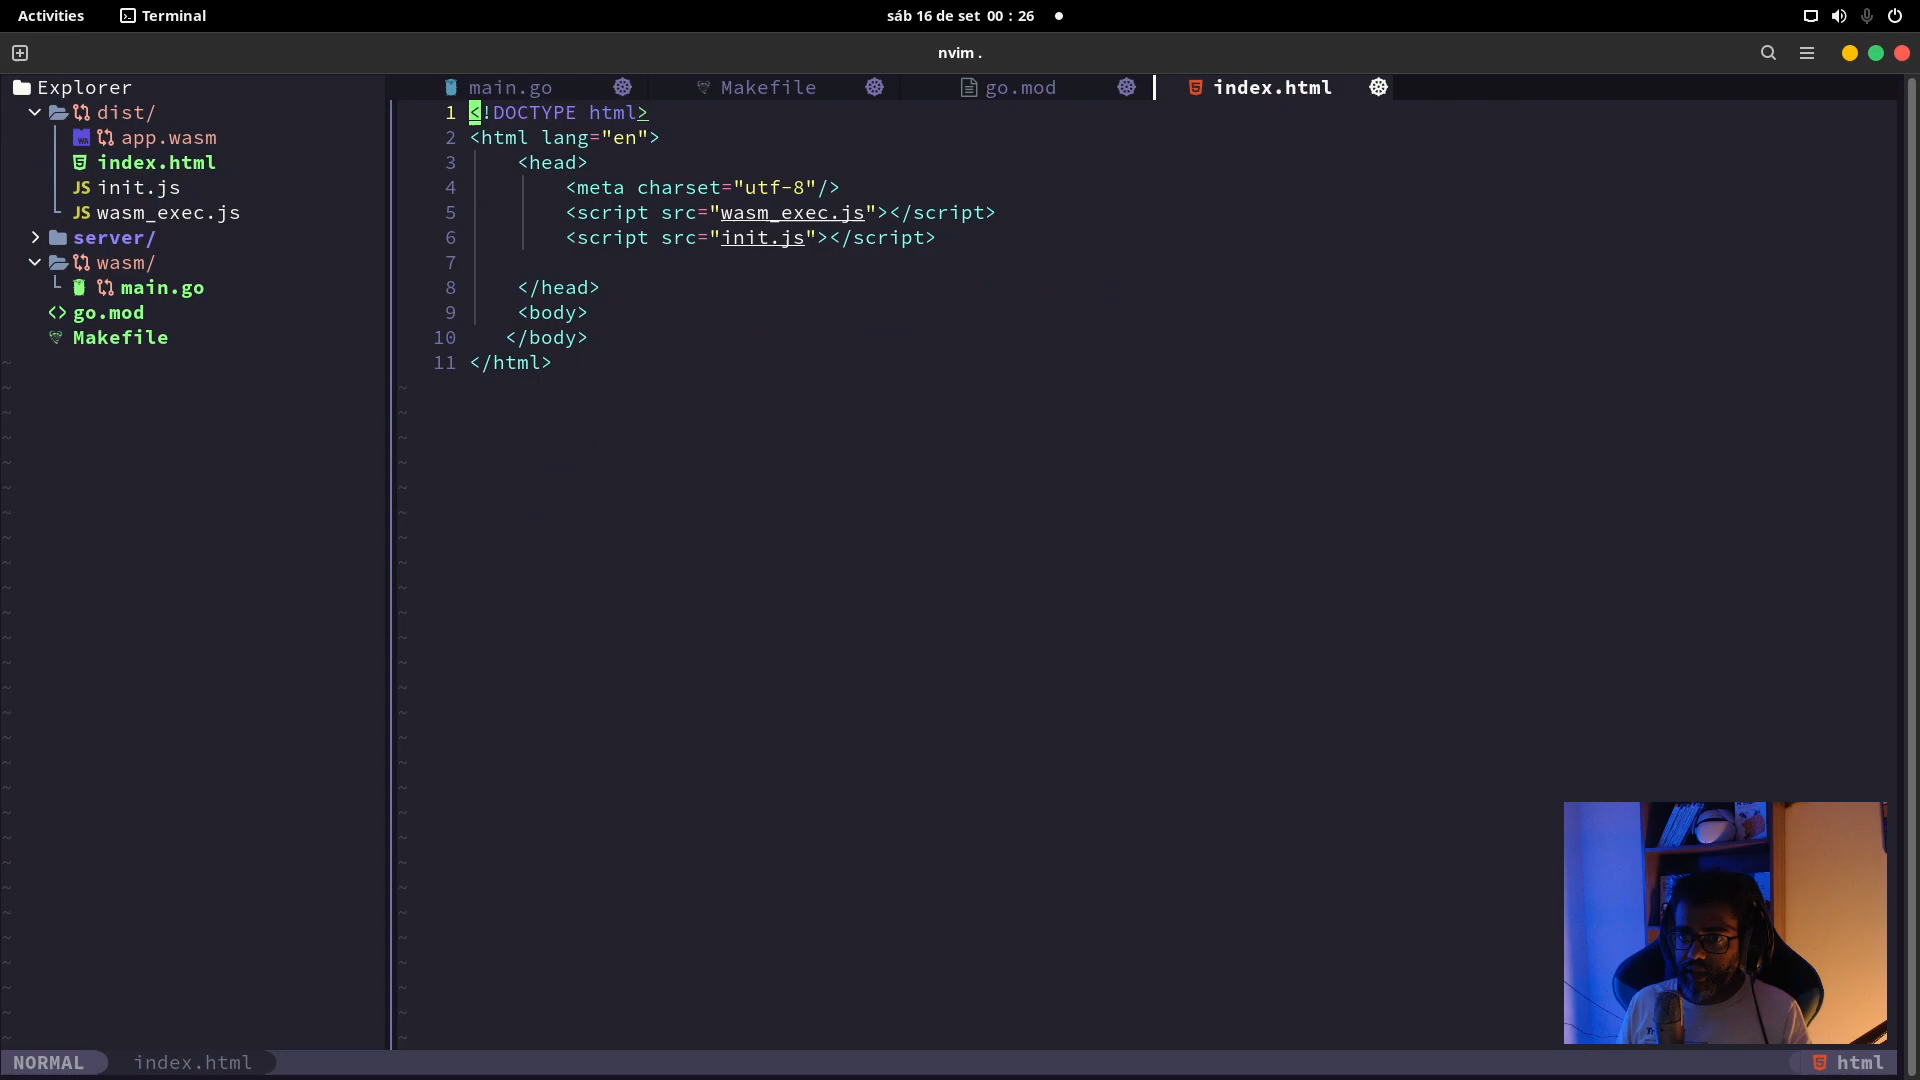 Activities Terminal sáb 16 de set 00 : 26
nvim .
Explorer
dist/
app.wasm
index.html
JS init.js
JS wasm_exec.js
server/
wasm/
main.go
go.mod
Makefile
main.go Makefile go.mod index.html
1 <!DOCTYPE html>
2 <html lang="en">
3 <head>
4 <meta charset="utf-8"/>
5 <script src="wasm_exec.js"></script>
6 <script src="init.js"></script>
7
8 </head>
9 <body>
10 </body>
11 </html>
NORMAL index.html html